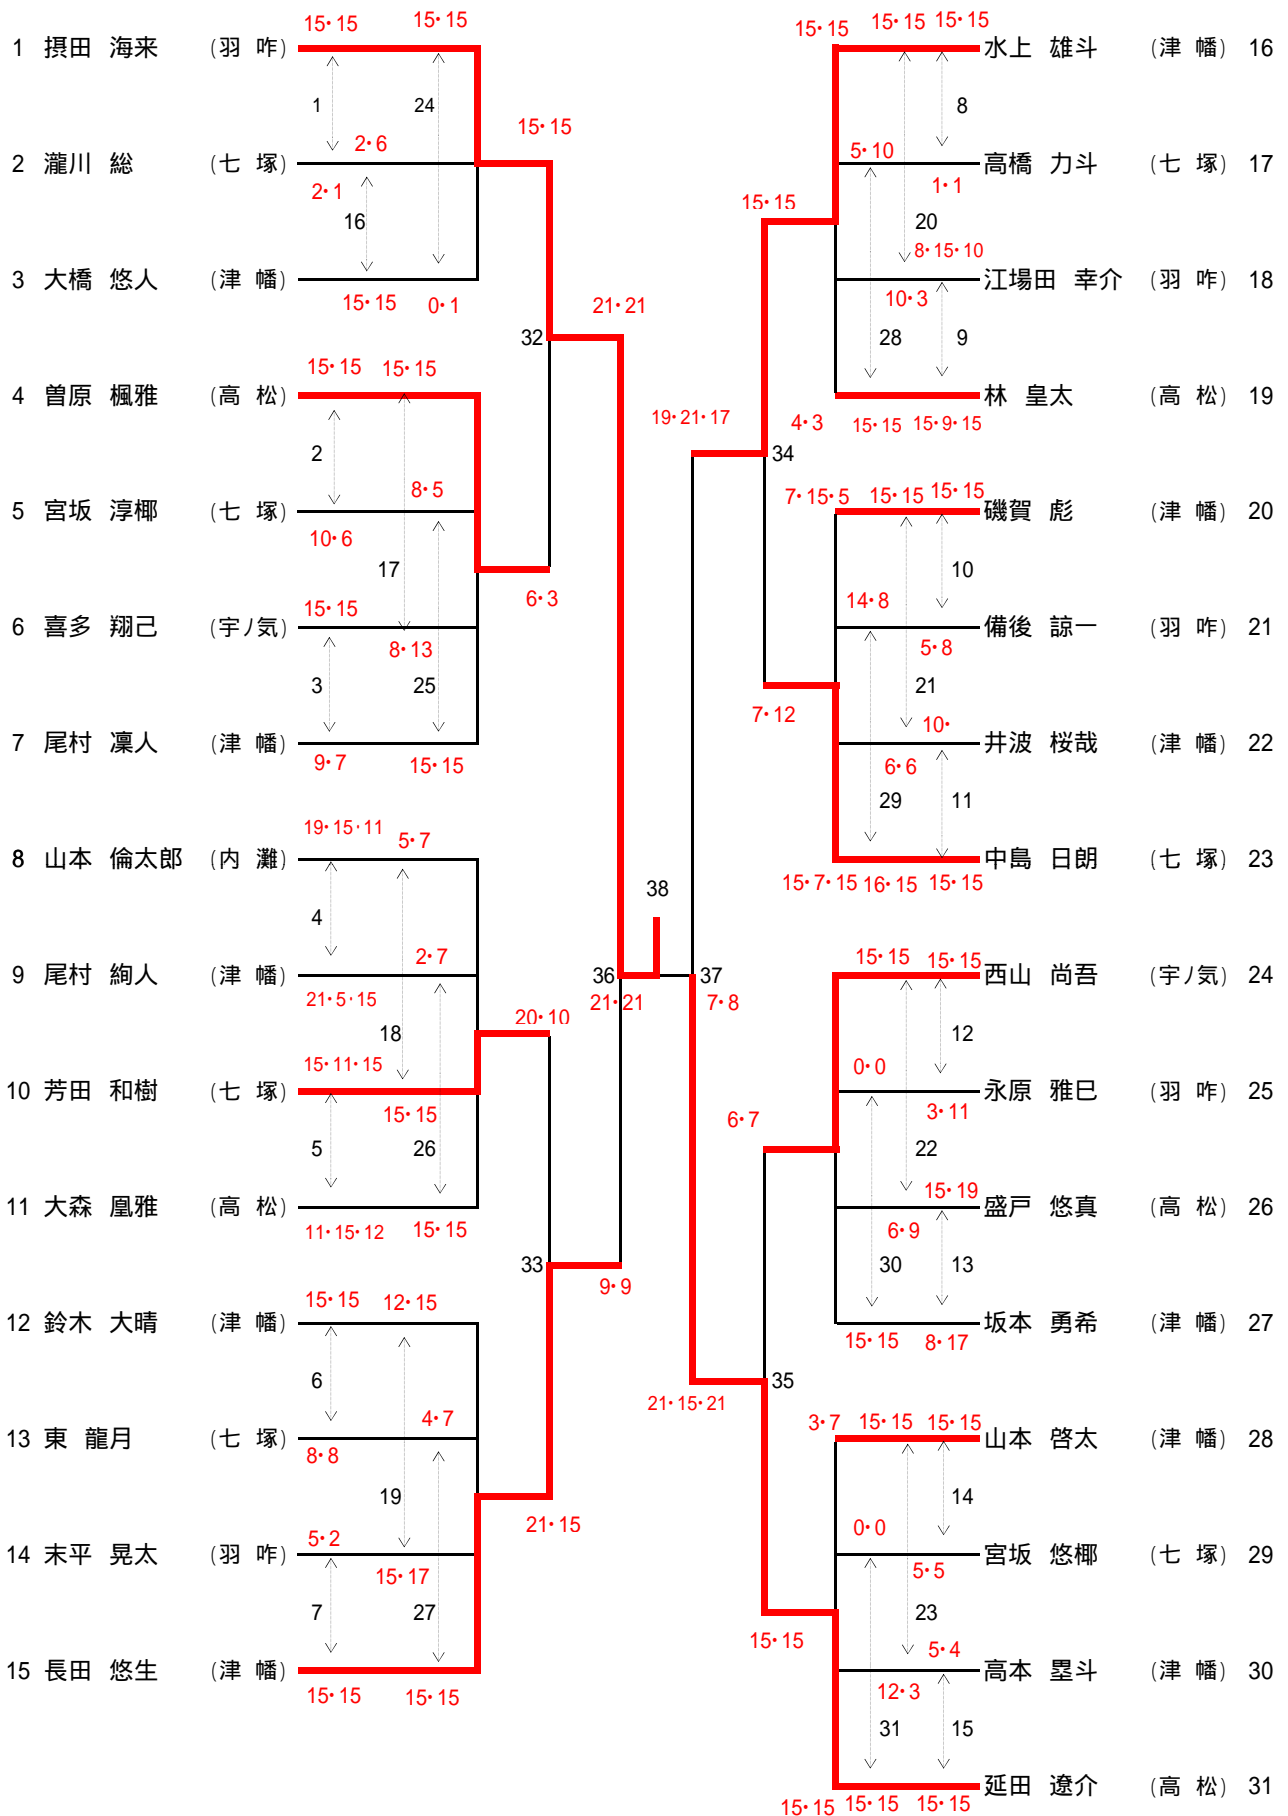 15・15 15・15
1 摂田 海来 (羽 咋)
1 24
2・6
2 瀧川 総 (七 塚)
2・1
16
3 大橋 悠人 (津 幡)
15・15 0・1
15・15
32
15・15 15・15
4 曽原 楓雅 (高 松)
2
8・5
5 宮坂 淳椰 (七 塚)
10・6
17
15・15
6 喜多 翔己 (宇ノ気)
8・13
3 25
7 尾村 凜人 (津 幡)
9・7 15・15
6・3
21・21
19・15・11 5・7
8 山本 倫太郎 (内 灘)
4
2・7
9 尾村 絢人 (津 幡)
21・5・15
18
15・11・15
10 芳田 和樹 (七 塚)
15・15
5 26
11 大森 凰雅 (高 松)
11・15・12 15・15
20・10
33
15・15 12・15
12 鈴木 大晴 (津 幡)
6
4・7
13 東 龍月 (七 塚)
8・8
19
5・2
14 末平 晃太 (羽 咋)
15・17
7 27
15 長田 悠生 (津 幡)
15・15 15・15
21・15
9・9
36
21・21
38
37
7・8
19・21・17
21・15・21
15・15 15・15 15・15
水上 雄斗 (津 幡) 16
8
5・10
高橋 力斗 (七 塚) 17
1・1
20
8・15・10
江場田 幸介 (羽 咋) 18
10・3
28 9
林 皇太 (高 松) 19
4・3 15・15 15・9・15
15・15
34
7・15・5 15・15 15・15
磯賀 彪 (津 幡) 20
10
14・8
備後 諒一 (羽 咋) 21
5・8
21
10・
井波 桜哉 (津 幡) 22
6・6
29 11
中島 日朗 (七 塚) 23
15・7・15 16・15 15・15
7・12
15・15 15・15
西山 尚吾 (宇ノ気) 24
12
0・0
永原 雅巳 (羽 咋) 25
3・11
22
15・19
盛戸 悠真 (高 松) 26
6・9
30 13
坂本 勇希 (津 幡) 27
15・15 8・17
6・7
35
3・7 15・15 15・15
山本 啓太 (津 幡) 28
14
0・0
宮坂 悠椰 (七 塚) 29
5・5
23
5・4
高本 塁斗 (津 幡) 30
12・3
31 15
延田 遼介 (高 松) 31
15・15 15・15 15・15
15・15